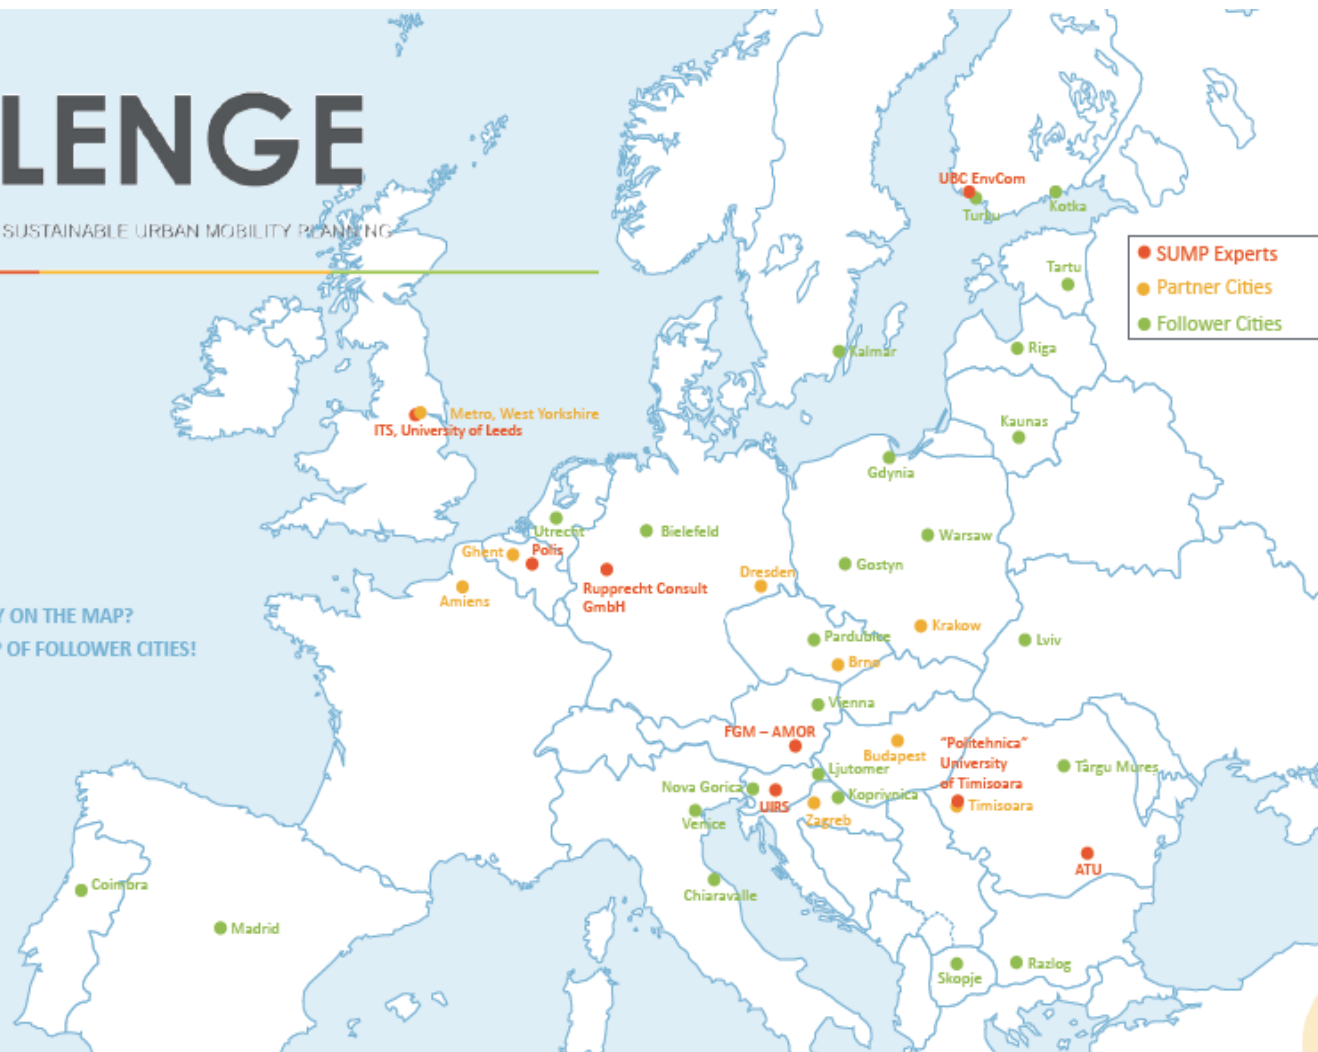 LENGE
SUSTAINABLE URBAN MOBILITY PLANNING
UBC EnvCom
Turku
Kotka
SUMP Experts
Partner Cities
Follower Cities
Tartu
Kalmar
Riga
Metro, West Yorkshire
ITS, University of Leeds
Kaunas
Gdynia
Utrecht
Bielefeld
Warsaw
Ghent
Polis
Gostyn
Dresden
Rupprecht Consult
GmbH
Amiens
Y ON THE MAP?
OF FOLLOWER CITIES!
Krakow
Pardubice
Lviv
Brno
Vienna
FGM – AMOR
Budapest
"Politehnica"
University
of Timisoara
Ljutomer
Târgu Mureș
Nova Gorica
Koprivnica
UIRS
Timisoara
Venice
Zagreb
ATU
Coimbra
Chiaravalle
Madrid
Skopje
Razlog